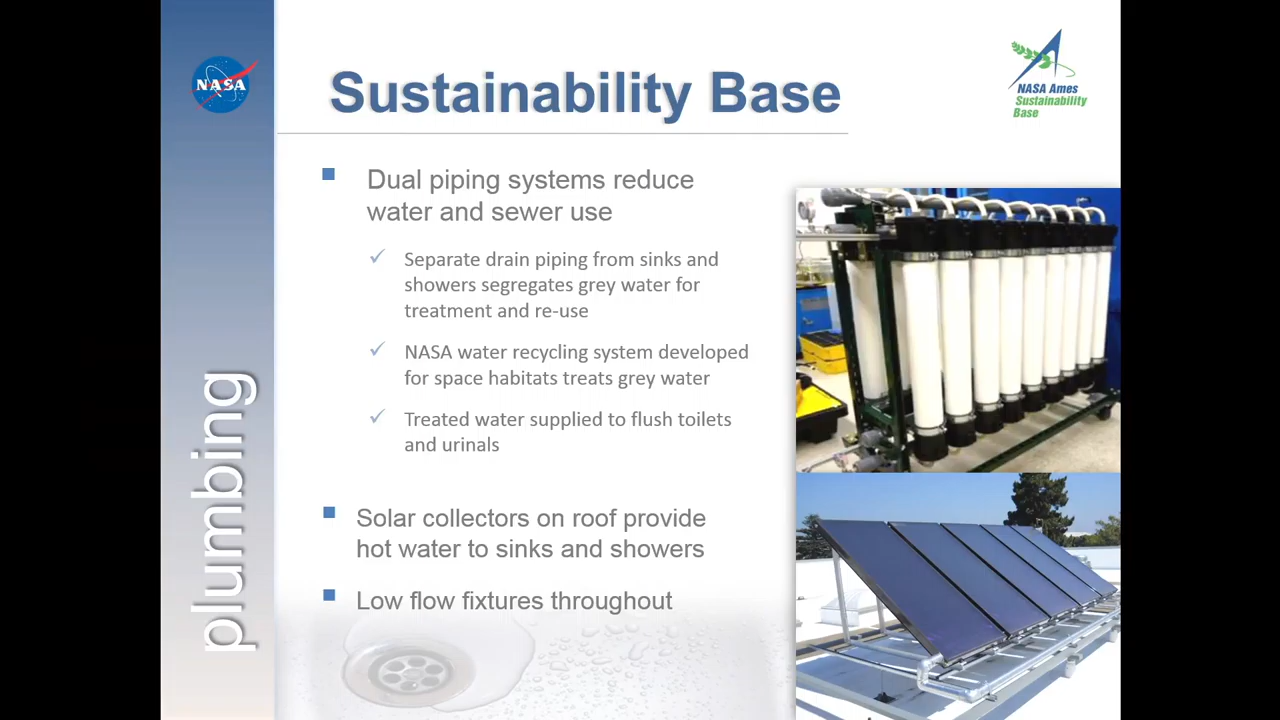 NASA
Sustainability Base
NASA Ames
Sustainability
Base
plumbing
Dual piping systems reduce
water and sewer use
Separate drain piping from sinks and
showers segregates grey water for
treatment and re-use
NASA water recycling system developed
for space habitats treats grey water
Treated water supplied to flush toilets
and urinals
Solar collectors on roof provide
hot water to sinks and showers
Low flow fixtures throughout